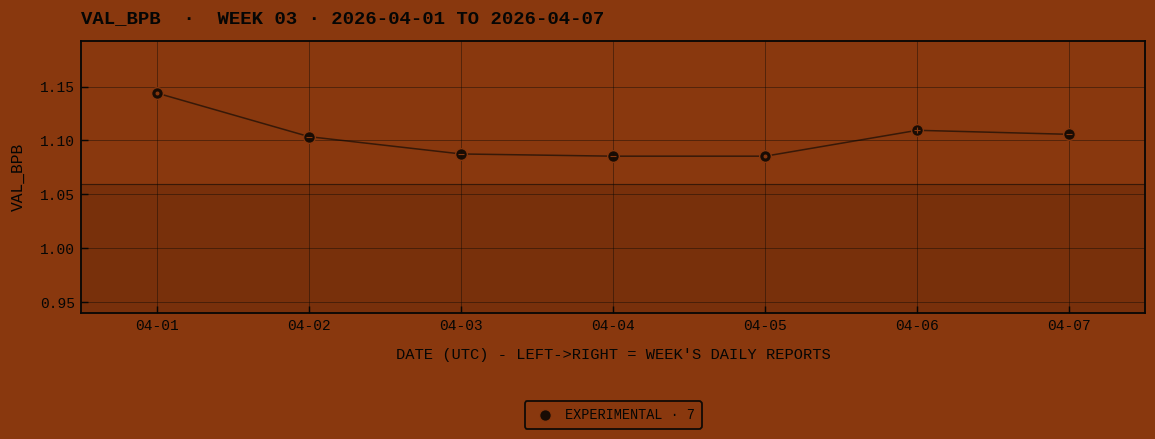 VAL_BPB · WEEK 03 · 2026-04-01 TO 2026-04-07
VAL_BPB
1.15
1.10
1.05
1.00
0.95
04-01 04-02 04-03 04-04 04-05 04-06 04-07
DATE (UTC) - LEFT->RIGHT = WEEK'S DAILY REPORTS
EXPERIMENTAL · 7